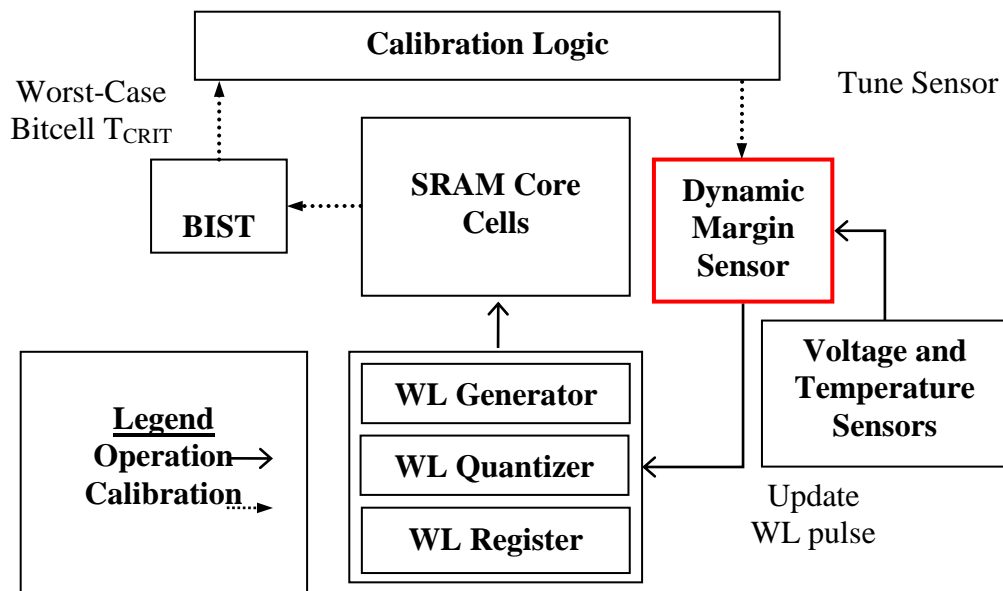 Calibration Logic
Worst-Case
Bitcell TCRIT
Tune Sensor
BIST
SRAM Core
Cells
Dynamic
Margin
Sensor
Voltage and
Temperature
Sensors
WL Generator
WL Quantizer
WL Register
Update
WL pulse
Legend
Operation
Calibration